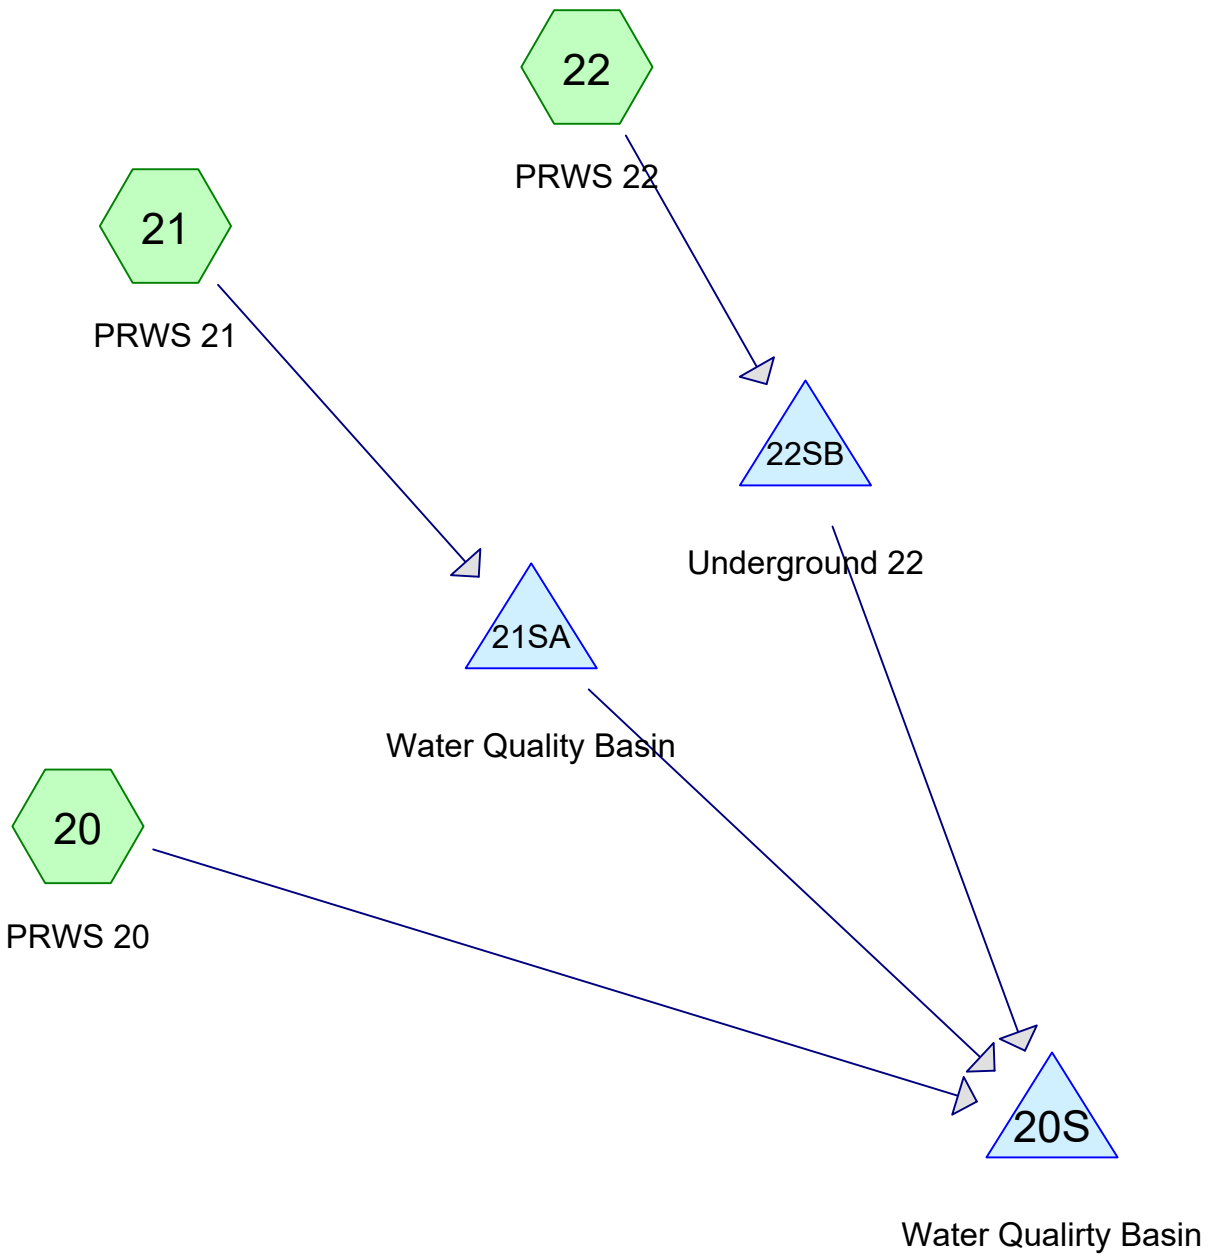 22
PRWS 22
21
PRWS 21
22SB
Underground 22
21SA
Water Quality Basin
20
PRWS 20
20S
Water Qualirty Basin